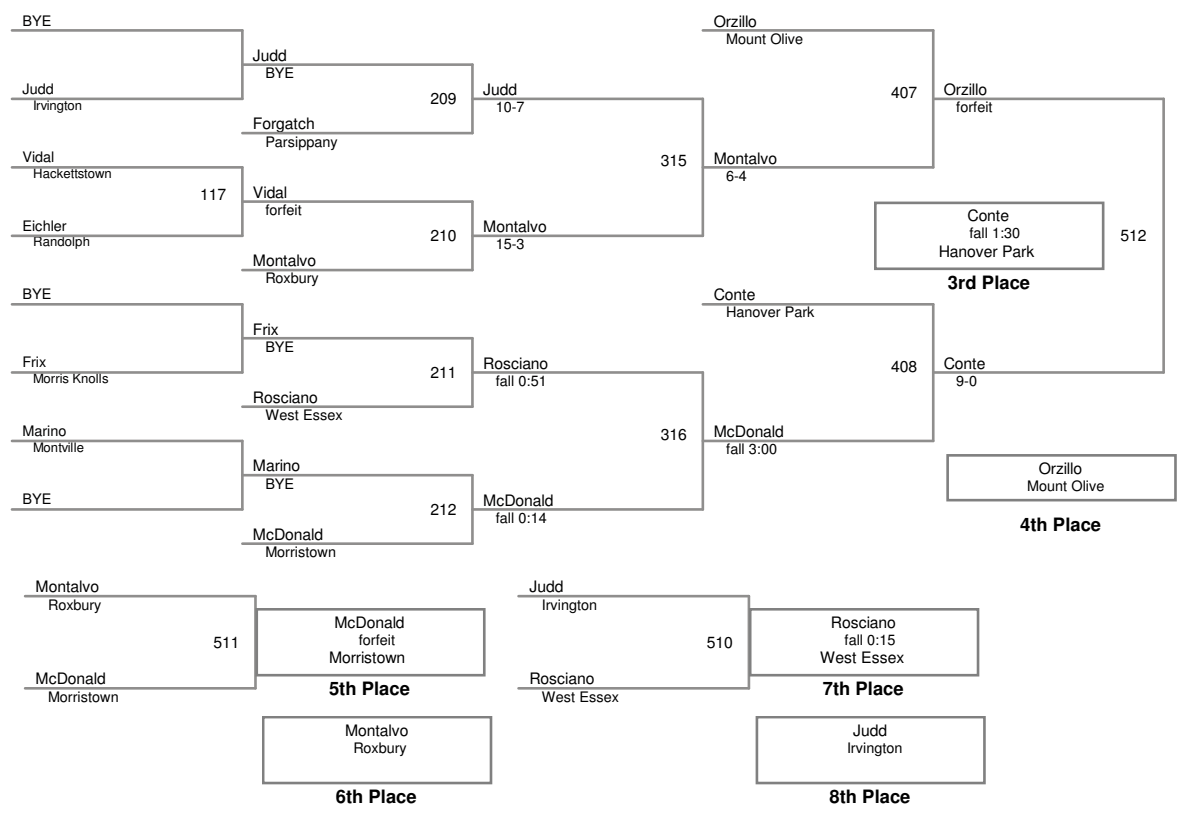 BYE
Judd
Irvington
Vidal
Hackettstown
117
Eichler
Randolph
BYE
Frix
Morris Knolls
Marino
Montville
BYE
Judd
BYE
209
Forgatch
Parsippany
Vidal
forfeit
210
Montalvo
Roxbury
Frix
BYE
211
Rosciano
West Essex
Marino
BYE
212
McDonald
Morristown
Judd
10-7
315
Montalvo
15-3
Rosciano
fall 0:51
316
McDonald
fall 0:14
Orzillo
Mount Olive
407
Montalvo
6-4
Conte
Hanover Park
408
McDonald
fall 3:00
Orzillo
forfeit
512
Conte
9-0
Conte
fall 1:30
Hanover Park
3rd Place
Orzillo
Mount Olive
4th Place
Montalvo
Roxbury
511
McDonald
Morristown
McDonald
forfeit
Morristown
5th Place
Montalvo
Roxbury
6th Place
Judd
Irvington
510
Rosciano
West Essex
Rosciano
fall 0:15
West Essex
7th Place
Judd
Irvington
8th Place